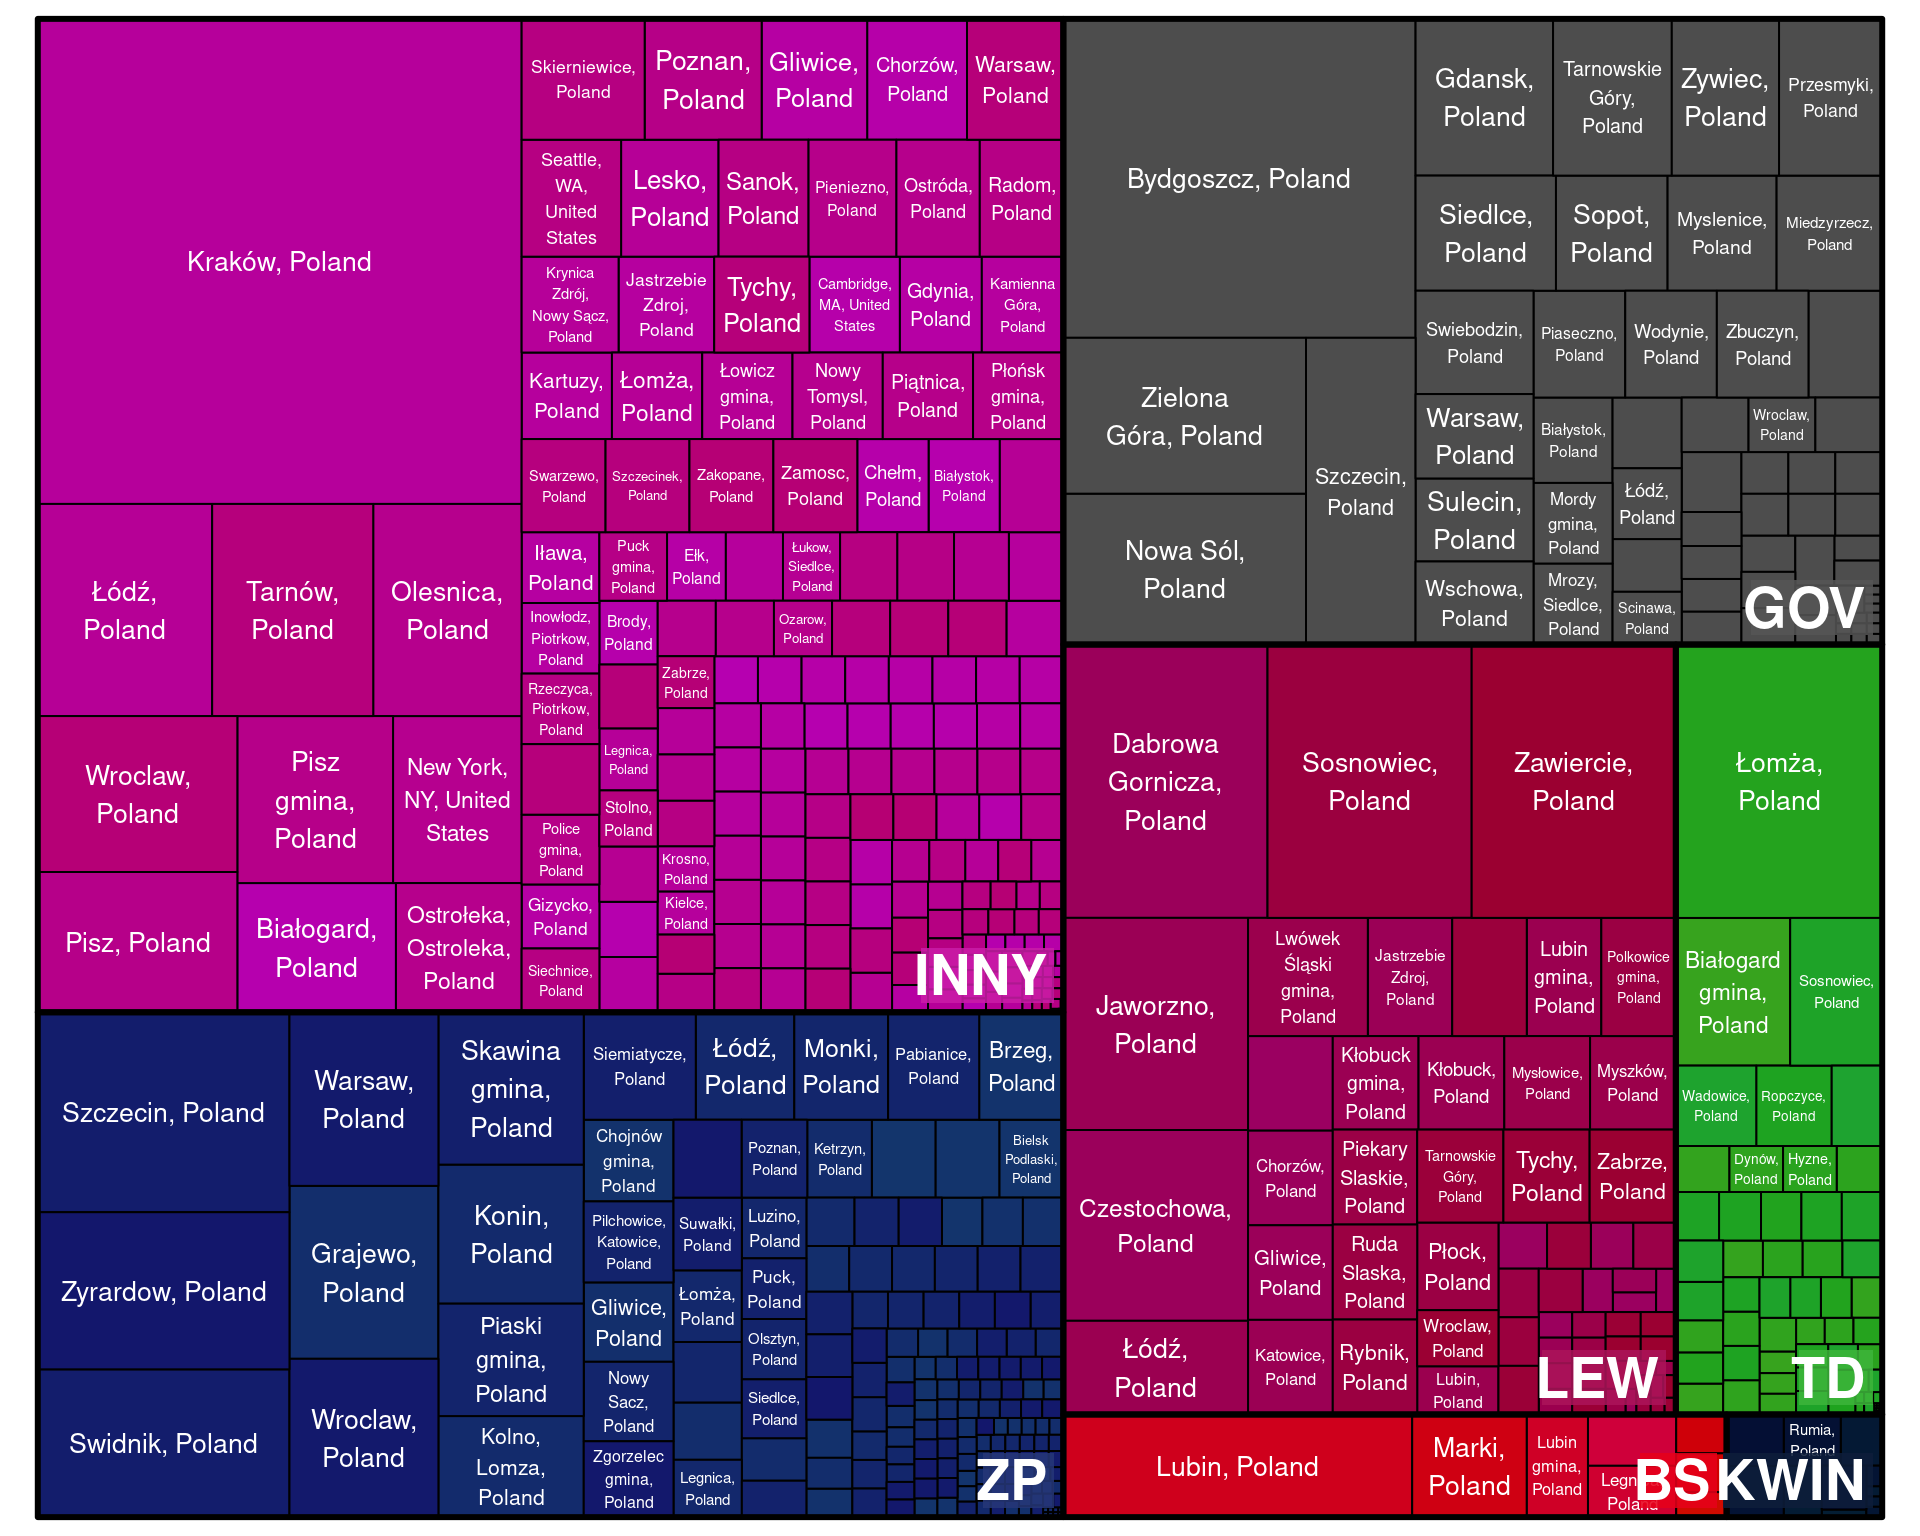 Kraków, Poland
Łódź,
Poland
Tarnów,
Poland
Olesnica,
Poland
Wroclaw,
Poland
Pisz
gmina,
Poland
New York,
NY, United
States
Pisz, Poland
Białogard,
Poland
Ostrołeka,
Ostroleka,
Poland
Skierniewice,
Poland
Poznan,
Poland
Gliwice,
Poland
Chorzów,
Poland
Warsaw,
Poland
Seattle,
WA,
United
States
Lesko,
Poland
Sanok,
Poland
Pieniezno,
Poland
Ostróda,
Poland
Radom,
Poland
Krynica
Zdrój,
Nowy Sącz,
Poland
Jastrzebie
Zdroj,
Poland
Tychy,
Poland
Cambridge,
MA, United
States
Gdynia,
Poland
Kamienna
Góra,
Poland
Kartuzy,
Poland
Łomża,
Poland
Łowicz
gmina,
Poland
Nowy
Tomysl,
Poland
Piątnica,
Poland
Płońsk
gmina,
Poland
Swarzewo,
Poland
Szczecinek,
Poland
Zakopane,
Poland
Zamosc,
Poland
Chełm,
Poland
Białystok,
Poland
Iława,
Poland
Puck
gmina,
Poland
Ełk,
Poland
Łukow,
Siedlce,
Poland
Inowłodz,
Piotrkow,
Poland
Brody,
Poland
Ozarow,
Poland
Rzeczyca,
Piotrkow,
Poland
Zabrze,
Poland
Legnica,
Poland
Police
gmina,
Poland
Stolno,
Poland
Krosno,
Poland
Gizycko,
Poland
Kielce,
Poland
Siechnice,
Poland
INNY
Bydgoszcz, Poland
Zielona
Góra, Poland
Nowa Sól,
Poland
Szczecin,
Poland
Gdansk,
Poland
Tarnowskie
Góry,
Poland
Zywiec,
Poland
Przesmyki,
Poland
Siedlce,
Poland
Sopot,
Poland
Myslenice,
Poland
Miedzyrzecz,
Poland
Swiebodzin,
Poland
Piaseczno,
Poland
Wodynie,
Poland
Zbuczyn,
Poland
Warsaw,
Poland
Białystok,
Poland
Wroclaw,
Poland
Sulecin,
Poland
Mordy
gmina,
Poland
Łódź,
Poland
Wschowa,
Poland
Mrozy,
Siedlce,
Poland
Scinawa,
Poland
GOV
Dabrowa
Gornicza,
Poland
Sosnowiec,
Poland
Zawiercie,
Poland
Jaworzno,
Poland
Czestochowa,
Poland
Łódź,
Poland
Lwówek
Śląski
gmina,
Poland
Jastrzebie
Zdroj,
Poland
Lubin
gmina,
Poland
Polkowice
gmina,
Poland
Kłobuck
gmina,
Poland
Kłobuck,
Poland
Mysłowice,
Poland
Myszków,
Poland
Chorzów,
Poland
Piekary
Slaskie,
Poland
Tarnowskie
Góry,
Poland
Tychy,
Poland
Zabrze,
Poland
Gliwice,
Poland
Ruda
Slaska,
Poland
Płock,
Poland
Katowice,
Poland
Rybnik,
Poland
Wroclaw,
Poland
Lubin,
Poland
LEW
Łomża,
Poland
Białogard
gmina,
Poland
Sosnowiec,
Poland
Wadowice,
Poland
Ropczyce,
Poland
Dynów,
Poland
Hyzne,
Poland
TD
Szczecin, Poland
Zyrardow, Poland
Swidnik, Poland
Warsaw,
Poland
Grajewo,
Poland
Wroclaw,
Poland
Skawina
gmina,
Poland
Konin,
Poland
Piaski
gmina,
Poland
Kolno,
Lomza,
Poland
Siemiatycze,
Poland
Łódź,
Poland
Monki,
Poland
Pabianice,
Poland
Brzeg,
Poland
Chojnów
gmina,
Poland
Poznan,
Poland
Ketrzyn,
Poland
Bielsk
Podlaski,
Poland
Pilchowice,
Katowice,
Poland
Suwałki,
Poland
Luzino,
Poland
Gliwice,
Poland
Łomża,
Poland
Puck,
Poland
Olsztyn,
Poland
Nowy
Sacz,
Poland
Siedlce,
Poland
Zgorzelec
gmina,
Poland
Legnica,
Poland
ZP
Lubin, Poland
Marki,
Poland
Lubin
gmina,
Poland
BS
Rumia,
Poland
KWIN